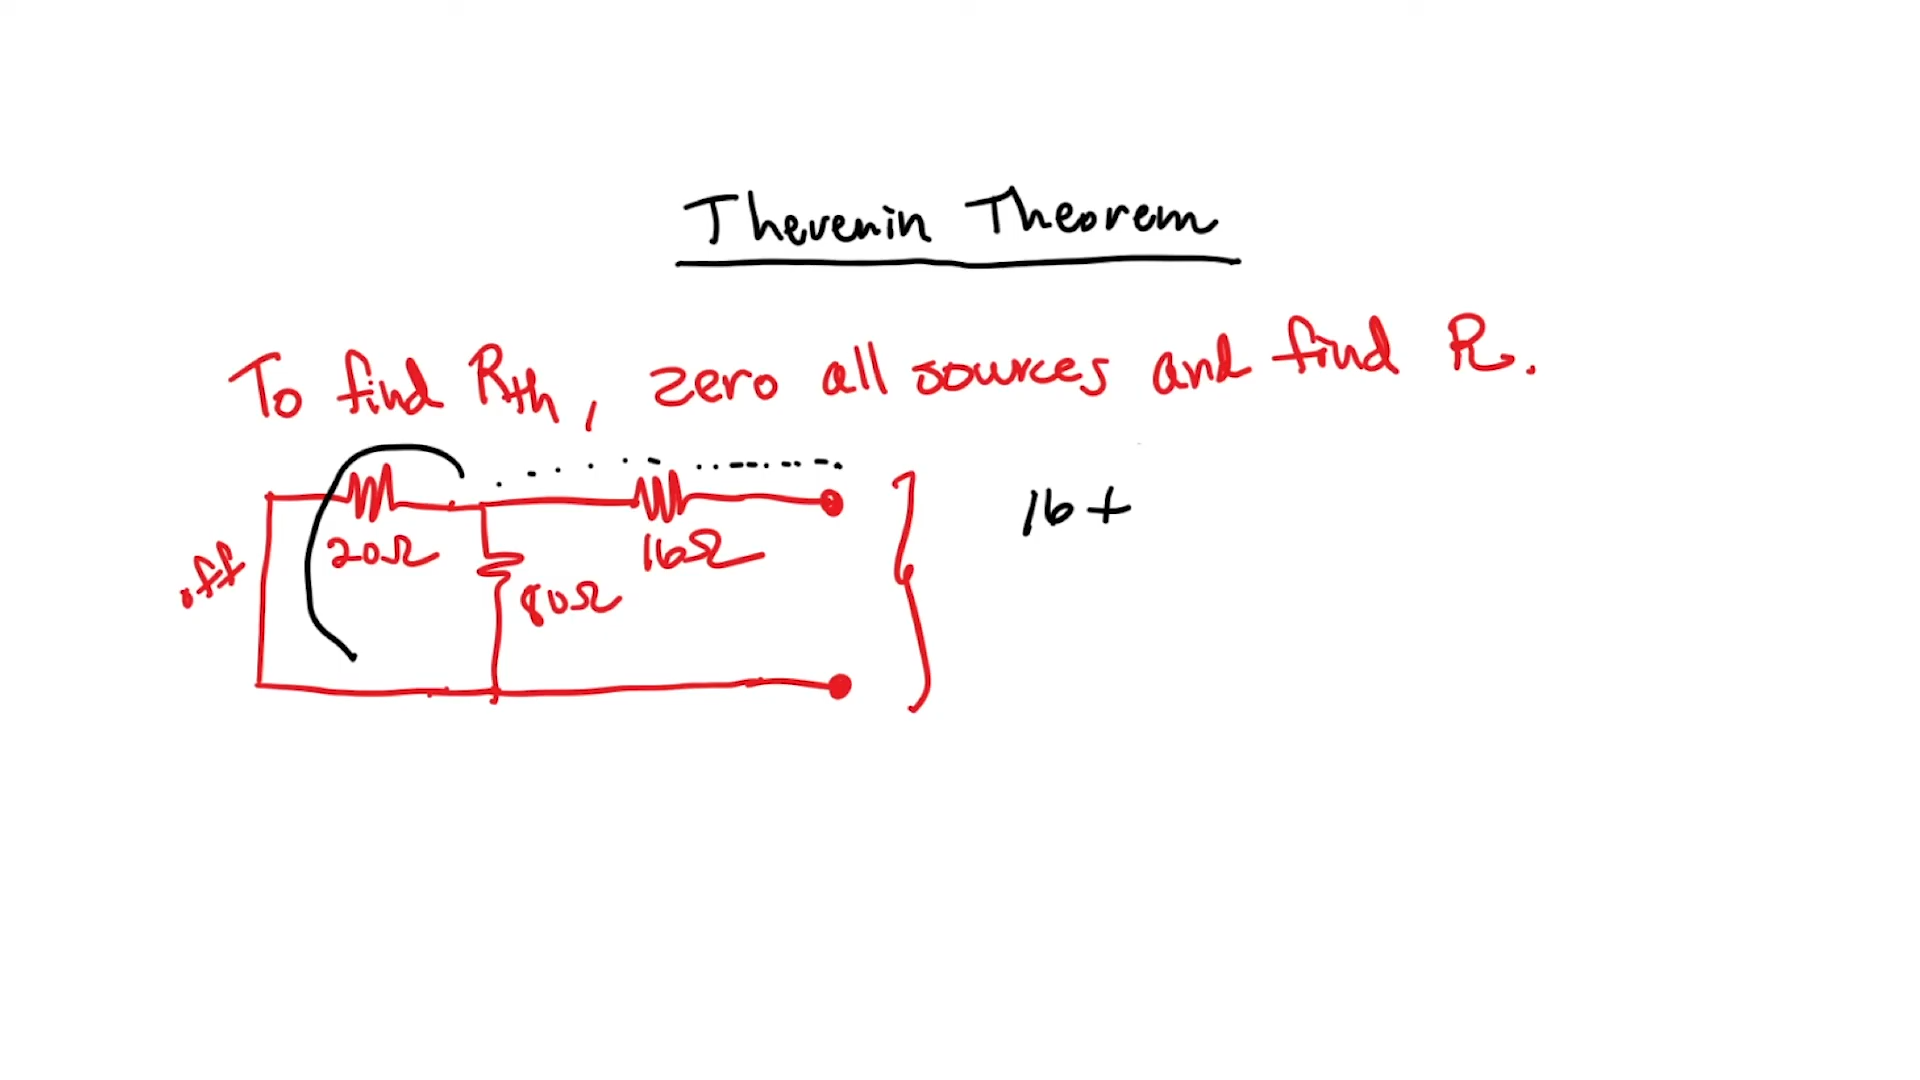 Thevenin Theorem
To find Rth, zero all sources and find R.
16 +
20Ω
16Ω
off
80Ω